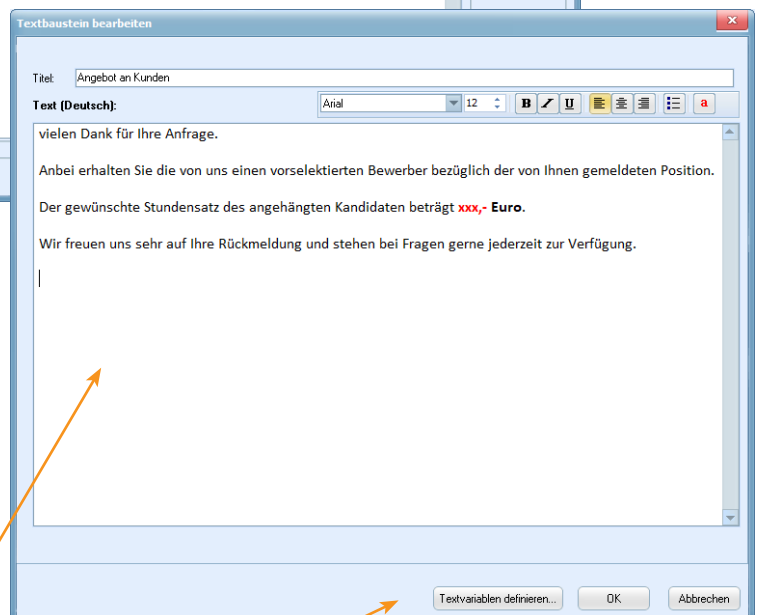 Textbaustein bearbeiten
Titel: Angebot an Kunden
Text (Deutsch): Arial 12 B I U a
vielen Dank für Ihre Anfrage.
Anbei erhalten Sie die von uns einen vorselektierten Bewerber bezüglich der von Ihnen gemeldeten Position.
Der gewünschte Stundensatz des angehängten Kandidaten beträgt xxx,- Euro.
Wir freuen uns sehr auf Ihre Rückmeldung und stehen bei Fragen gerne jederzeit zur Verfügung.
Textvariablen definieren... OK Abbrechen